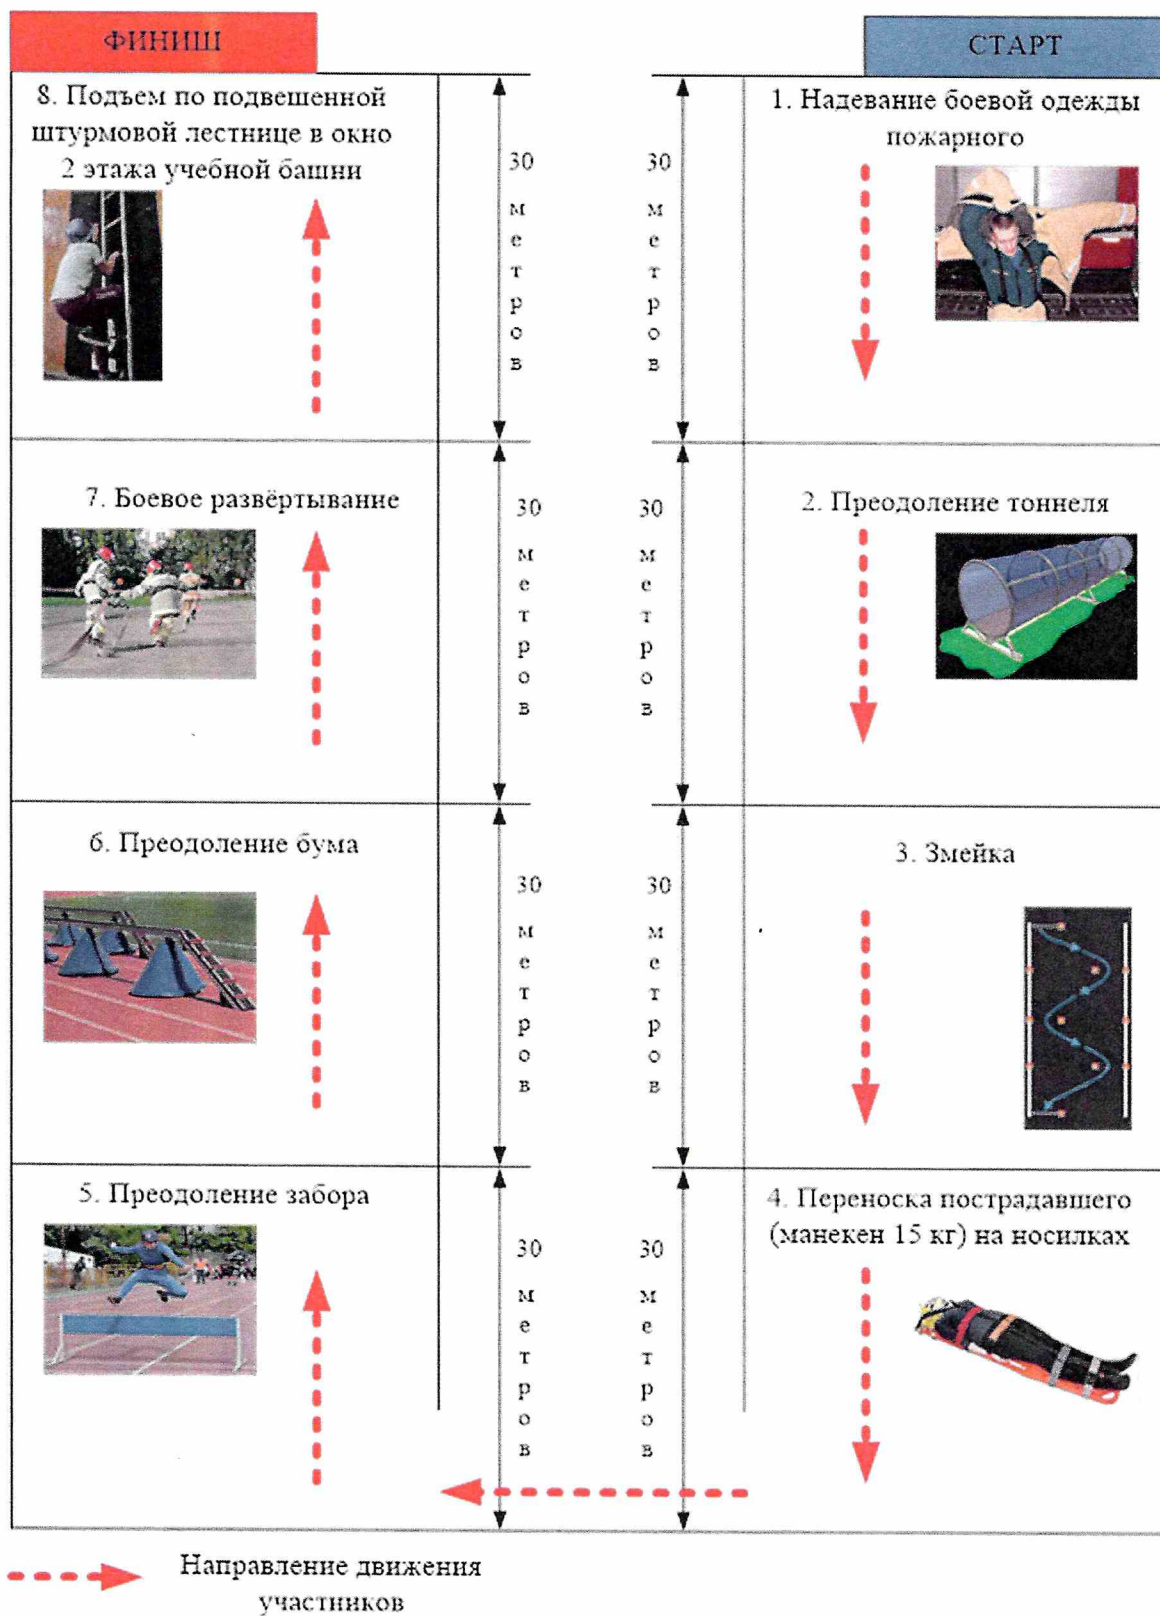 ФИНИШ
СТАРТ
8. Подъем по подвешенной
штурмовой лестнице в окно
2 этажа учебной башни
30
метров
30
метров
1. Надевание боевой одежды
пожарного
7. Боевое развёртывание
30
метров
30
метров
2. Преодоление тоннеля
6. Преодоление бума
30
метров
30
метров
3. Змейка
5. Преодоление забора
30
метров
30
метров
4. Переноска пострадавшего
(манекен 15 кг) на носилках
Направление движения
участников